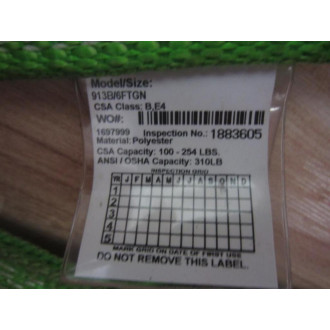 Model/Size:
913B/6FTGN
CSA Class: B,E4
WO#:
1697999 Inspection No.: 1883605
Material: Polyester
CSA Capacity: 100 - 254 LBS.
ANSI / OSHA Capacity: 310LB
INSPECTION GRID
YR J F M A M J J A S O N D
1
2
3
4
5
MARK GRID ON DATE OF FIRST USE
DO NOT REMOVE THIS LABEL.